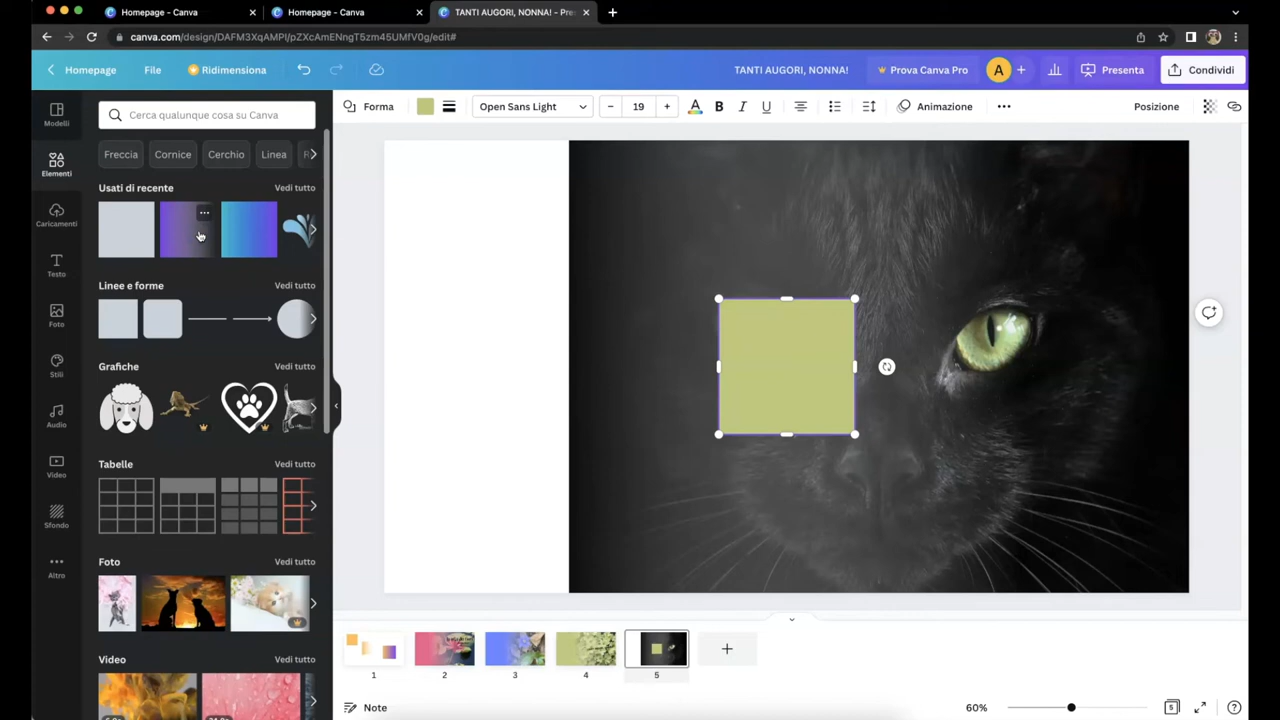 Homepage - Canva
Homepage - Canva
TANTI AUGORI, NONNA! - Pres
canva.com/design/DAFM3XqAMPI/pZXcAmENngT5zm45UMfV0g/edit#
Homepage
File
Ridimensiona
TANTI AUGORI, NONNA!
Prova Canva Pro
A
Presenta
Condividi
Modelli
Elementi
Caricamenti
Testo
Foto
Stili
Audio
Video
Sfondo
Altro
Cerca qualunque cosa su Canva
Freccia
Cornice
Cerchio
Linea
Usati di recente
Vedi tutto
Linee e forme
Vedi tutto
Grafiche
Vedi tutto
Tabelle
Vedi tutto
Foto
Vedi tutto
Video
Vedi tutto
Forma
Open Sans Light
19
A
B
I
U
Animazione
Posizione
1
2
3
4
5
Note
60%
5